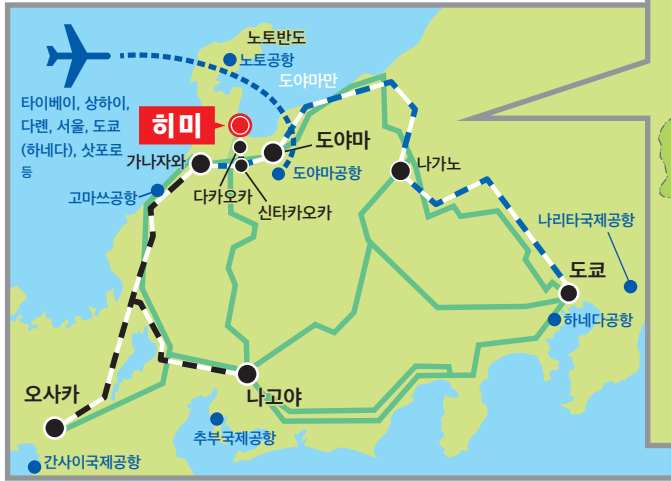 노토반도
노토공항
도야마만
타이베이, 상하이,
다롄, 서울, 도쿄
(하네다), 삿포로
등
히미
도야마
가나자와
나가노
도야마공항
고마쓰공항
다카오카
신타카오카
나리타국제공항
도쿄
하네다공항
오사카
나고야
추부국제공항
간사이국제공항